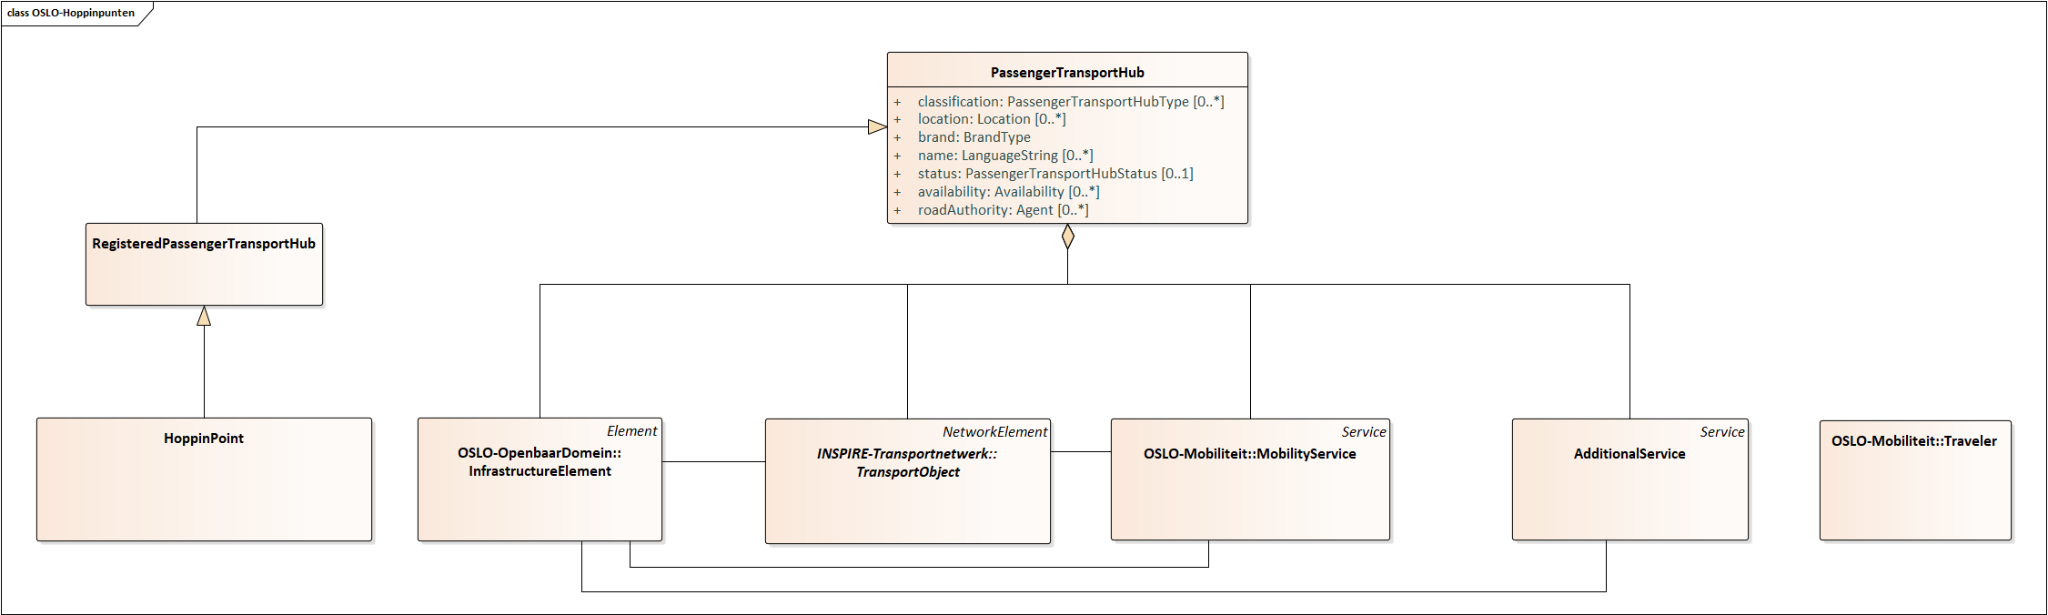 class OSLO-Hoppinpunten
PassengerTransportHub
+ classification: PassengerTransportHubType [0..*]
+ location: Location [0..*]
+ brand: BrandType
+ name: LanguageString [0..*]
+ status: PassengerTransportHubStatus [0..1]
+ availability: Availability [0..*]
+ roadAuthority: Agent [0..*]
RegisteredPassengerTransportHub
HoppinPoint
Element
OSLO-OpenbaarDomein::
InfrastructureElement
NetworkElement
INSPIRE-Transportnetwerk::
TransportObject
Service
OSLO-Mobiliteit::MobilityService
Service
AdditionalService
OSLO-Mobiliteit::Traveler